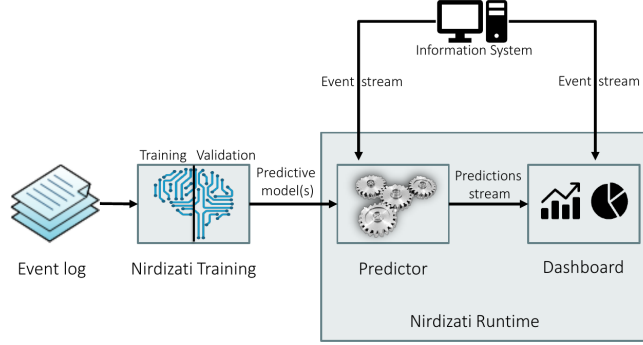 Information System
Event stream
Event stream
Training
Validation
Predictive
model(s)
Predictions
stream
Event log
Nirdizati Training
Predictor
Dashboard
Nirdizati Runtime